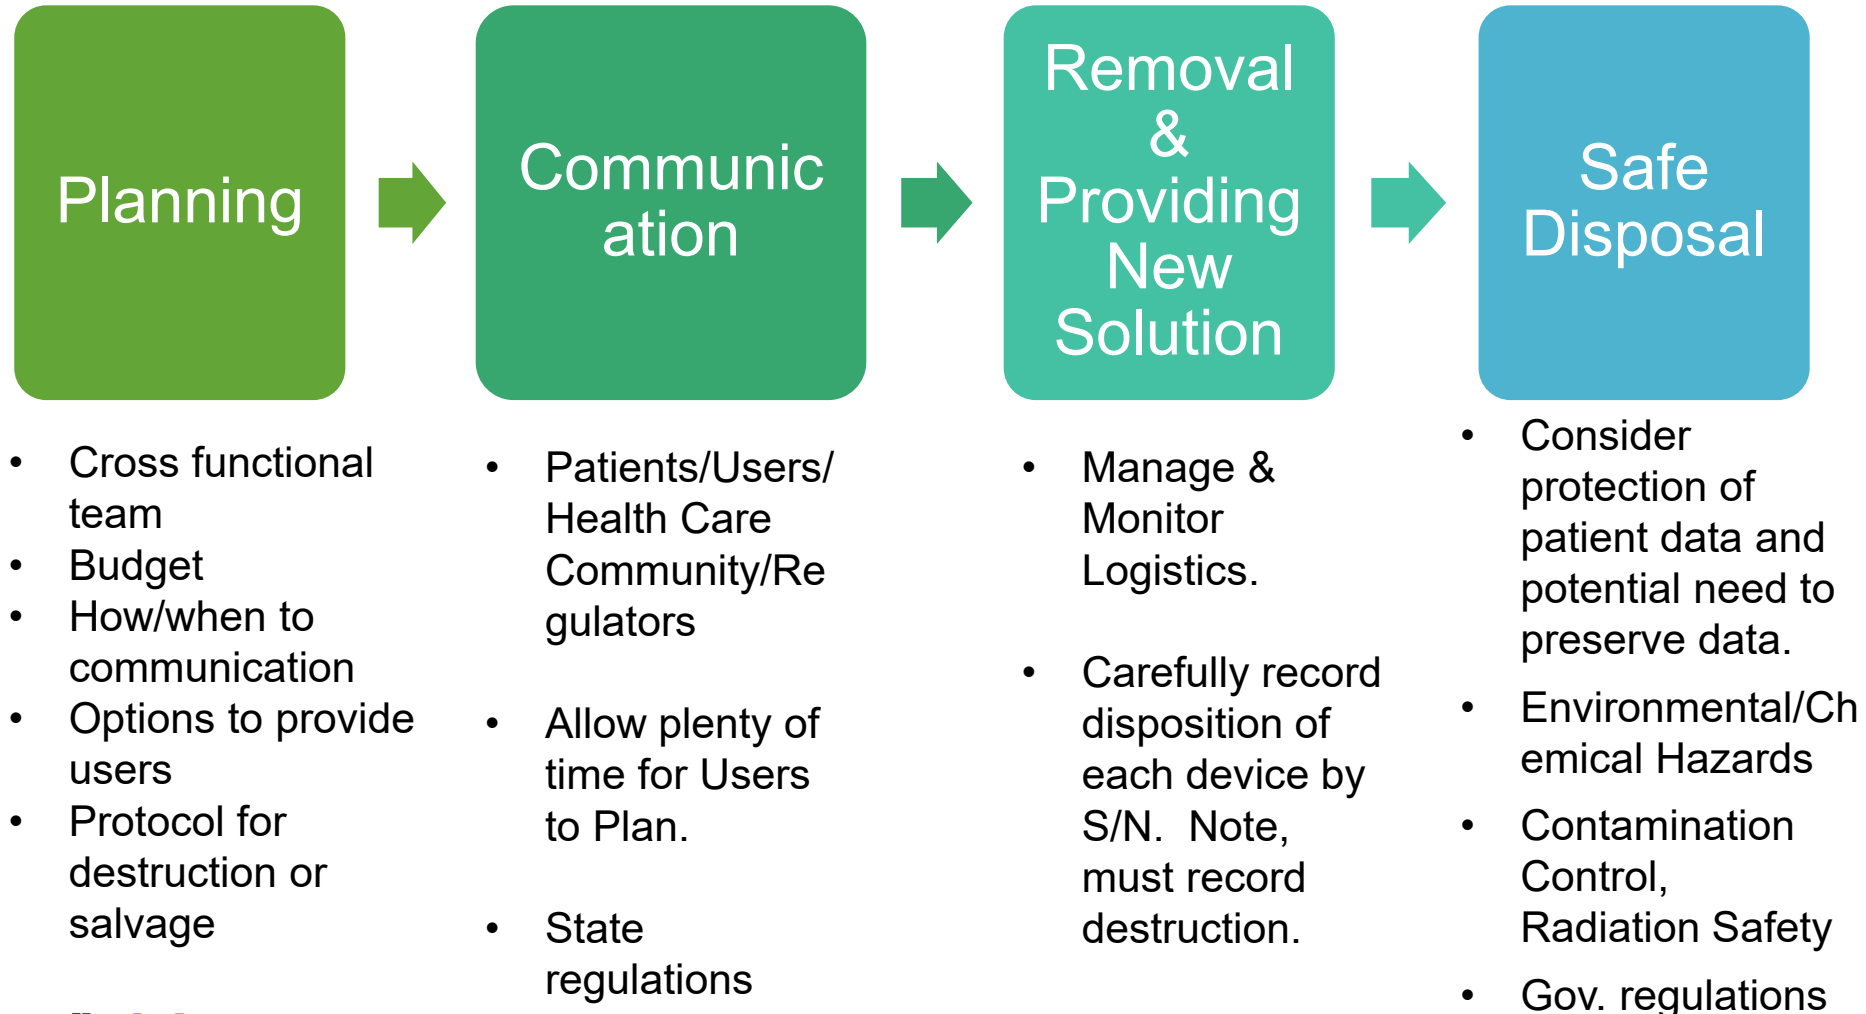 Planning
Communic
ation
Removal
&
Providing
New
Solution
Safe
Disposal
• Cross functional
team
• Budget
• How/when to
communication
• Options to provide
users
• Protocol for
destruction or
salvage
• Patients/Users/
Health Care
Community/Re
gulators
• Allow plenty of
time for Users
to Plan.
• State
regulations
• Manage &
Monitor
Logistics.
• Carefully record
disposition of
each device by
S/N.  Note,
must record
destruction.
• Consider
protection of
patient data and
potential need to
preserve data.
• Environmental/Ch
emical Hazards
• Contamination
Control,
Radiation Safety
• Gov. regulations